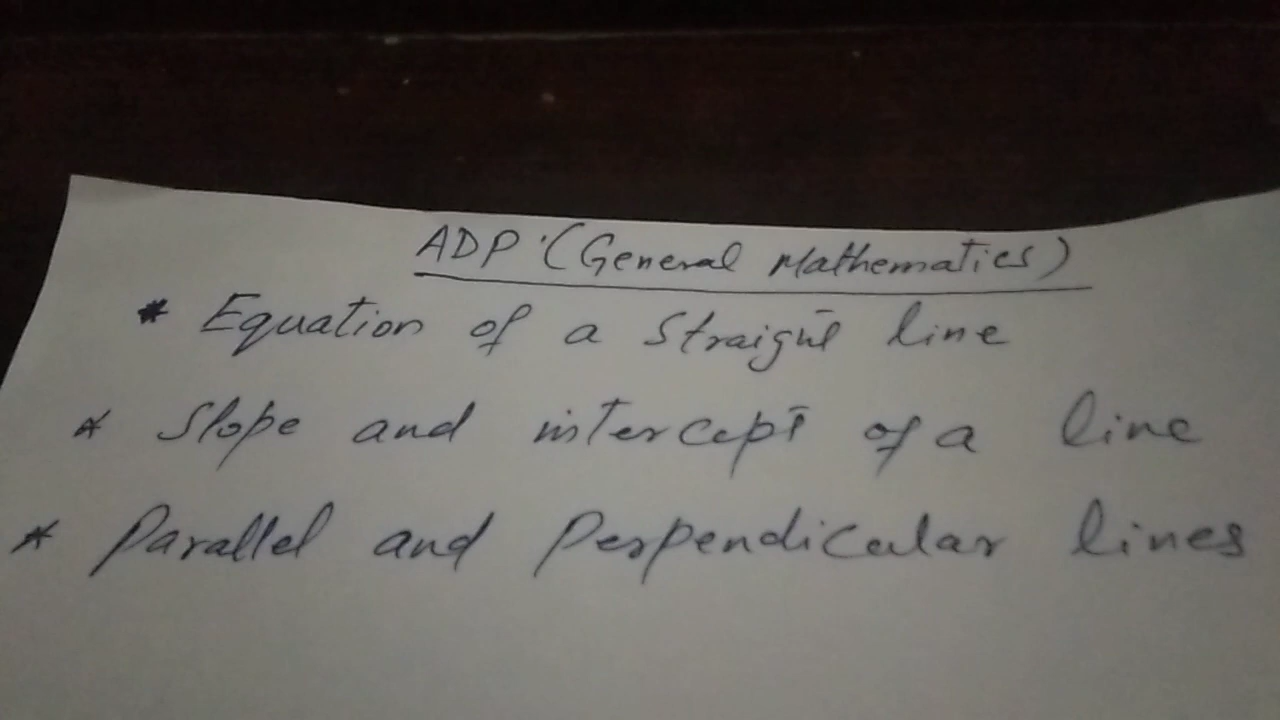 ADP (General Mathematics)
* Equation of a Straight line
* Slope and intercept of a line
* Parallel and Perpendicular lines